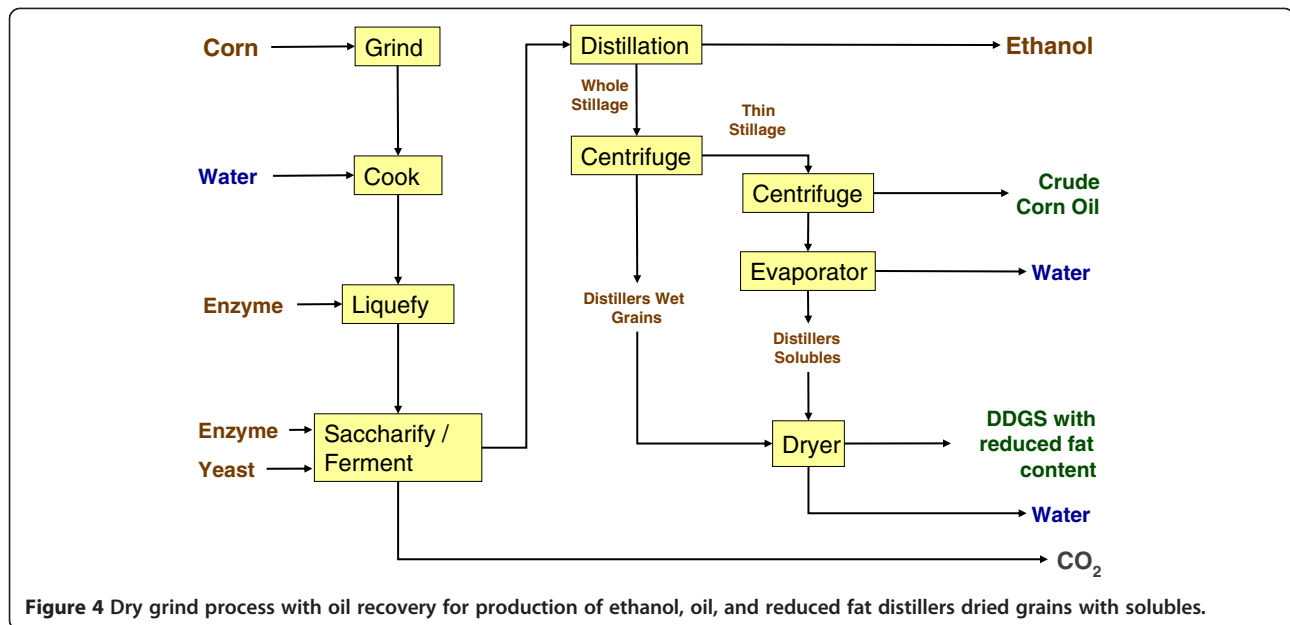 Corn
Grind
Distillation
Ethanol
Whole
Stillage
Thin
Stillage
Centrifuge
Water
Cook
Centrifuge
Crude
Corn Oil
Evaporator
Water
Enzyme
Liquefy
Distillers Wet
Grains
Distillers
Solubles
Enzyme
Yeast
Saccharify /
Ferment
Dryer
DDGS with
reduced fat
content
Water
CO₂
Figure 4 Dry grind process with oil recovery for production of ethanol, oil, and reduced fat distillers dried grains with solubles.